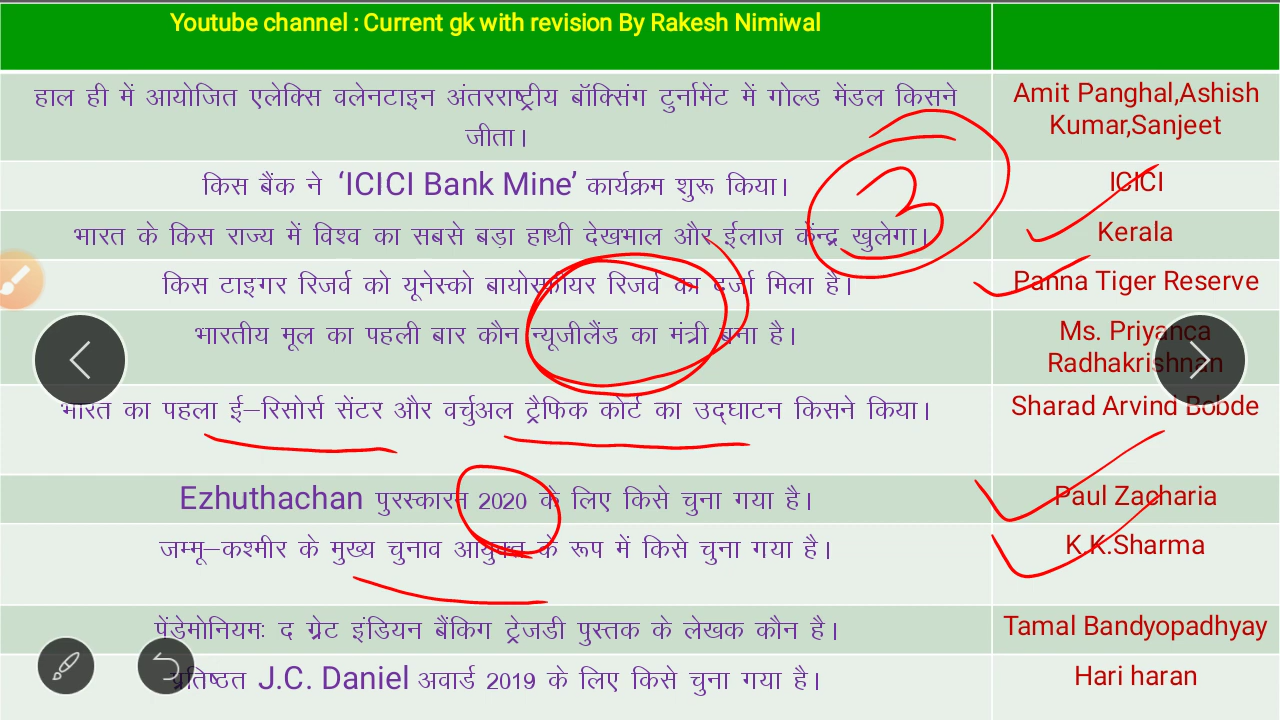 Youtube channel : Current gk with revision By Rakesh Nimiwal
हाल ही में आयोजित एलेक्सि वलेनटाइन अंतरराष्ट्रीय बॉक्सिंग टुर्नामेंट में गोल्ड मेंडल किसने
जीता।
Amit Panghal,Ashish
Kumar,Sanjeet
किस बैंक ने ‘ICICI Bank Mine’ कार्यक्रम शुरू किया।
ICICI
3
भारत के किस राज्य में विश्व का सबसे बड़ा हाथी देखभाल और ईलाज केंन्द्र खुलेगा।
Kerala
किस टाइगर रिजर्व को यूनेस्को बायोस्फीयर रिजर्व का दर्जा मिला है।
Panna Tiger Reserve
भारतीय मूल का पहली बार कौन न्यूजीलैंड का मंत्री बना है।
Ms. Priyanca
Radhakrishnan
भारत का पहला ई–रिसोर्स सेंटर और वर्चुअल ट्रैफिक कोर्ट का उद्घाटन किसने किया।
Sharad Arvind Bobde
Ezhuthachan पुरस्कारन 2020 के लिए किसे चुना गया है।
Paul Zacharia
जम्मू–कश्मीर के मुख्य चुनाव आयुक्त के रूप में किसे चुना गया है।
K.K.Sharma
पेंडेमोनियमः द ग्रेट इंडियन बैंकिग ट्रेजडी पुस्तक के लेखक कौन है।
Tamal Bandyopadhyay
प्रतिष्ठत J.C. Daniel अवार्ड 2019 के लिए किसे चुना गया है।
Hari haran